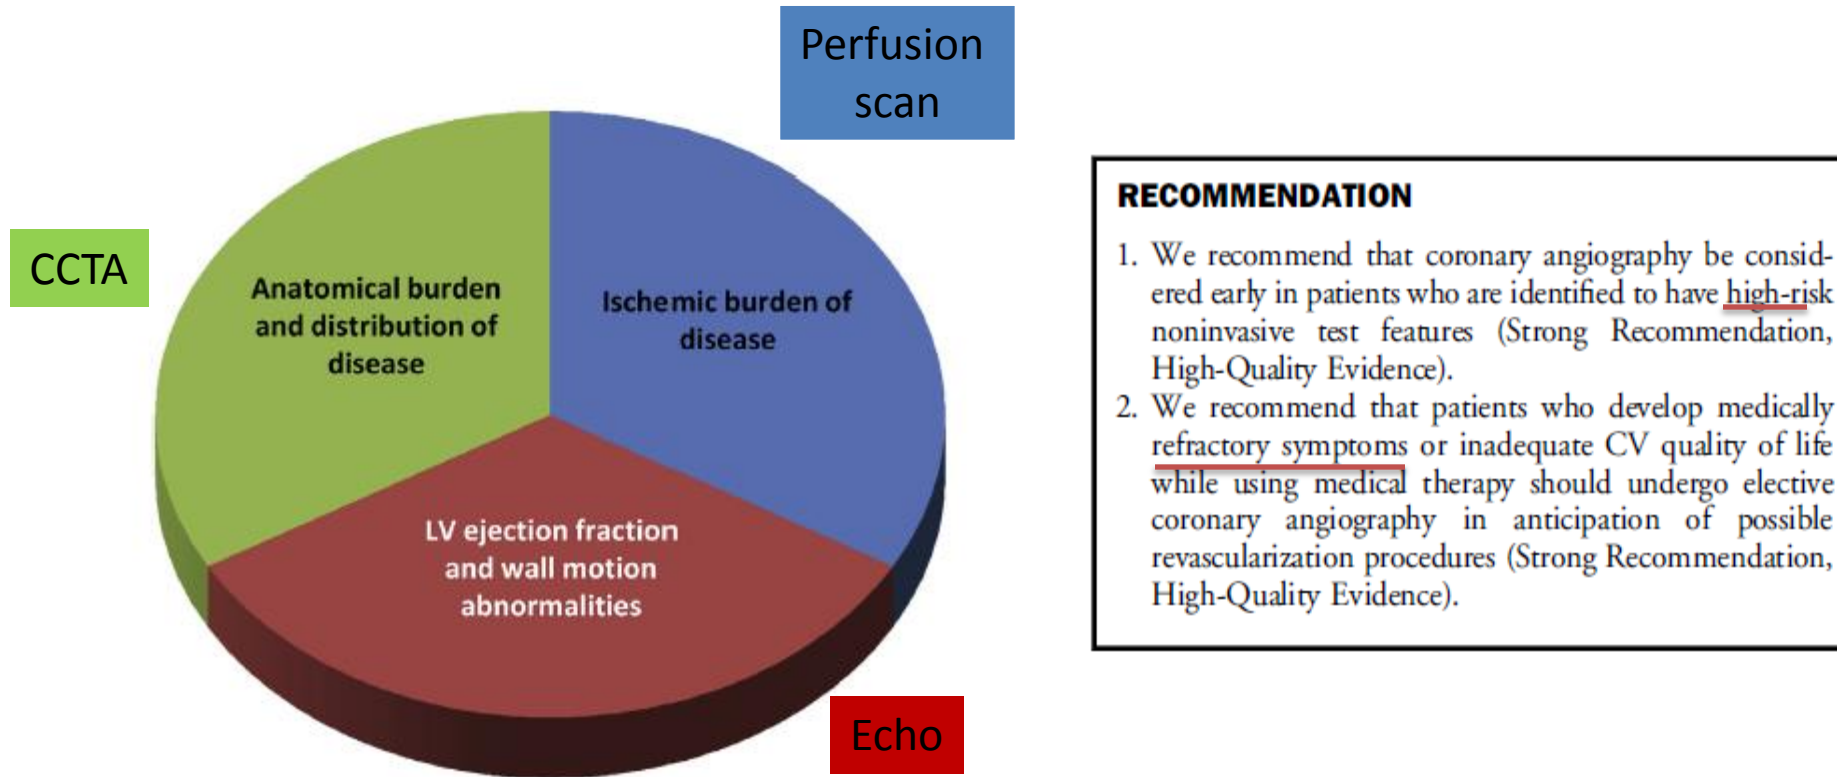 Perfusion
scan
CCTA
Anatomical burden
and distribution of
disease
Ischemic burden of
disease
LV ejection fraction
and wall motion
abnormalities
Echo
RECOMMENDATION
1. We recommend that coronary angiography be consid-
ered early in patients who are identified to have high-risk
noninvasive test features (Strong Recommendation,
High-Quality Evidence).
2. We recommend that patients who develop medically
refractory symptoms or inadequate CV quality of life
while using medical therapy should undergo elective
coronary angiography in anticipation of possible
revascularization procedures (Strong Recommendation,
High-Quality Evidence).